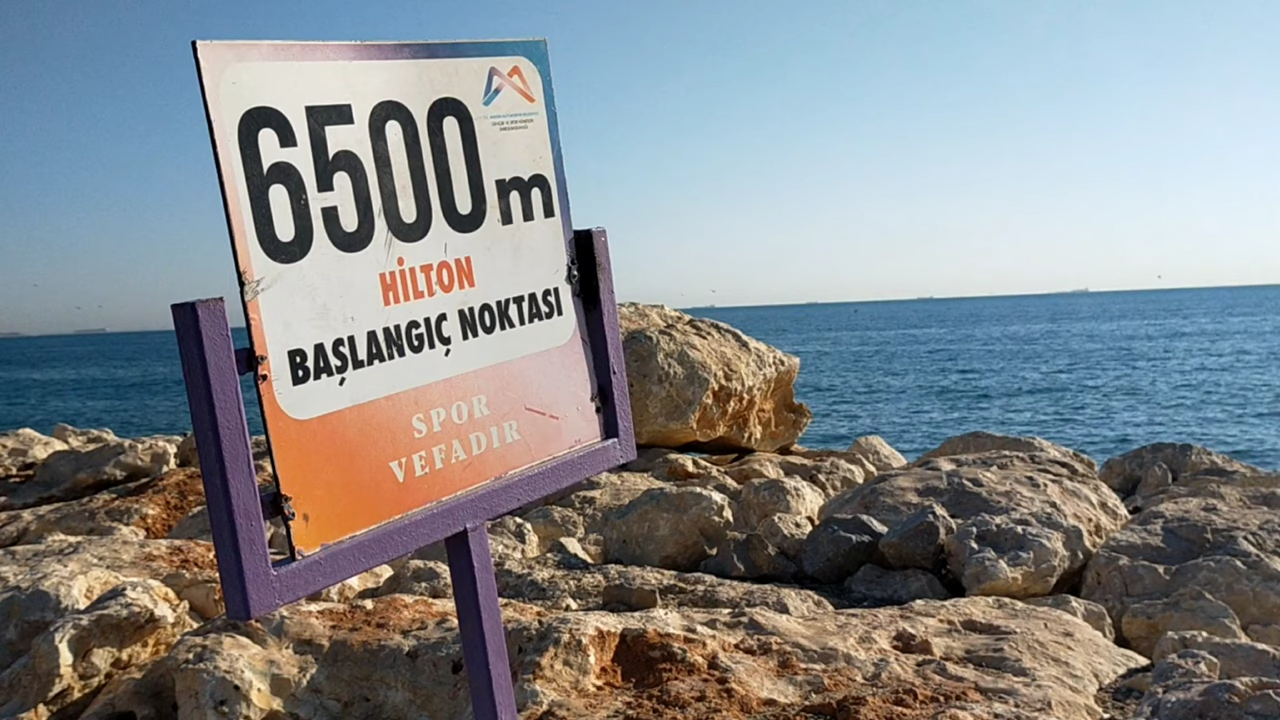 6500m
HİLTON
BAŞLANGIÇ NOKTASI
SPOR
VEFADIR